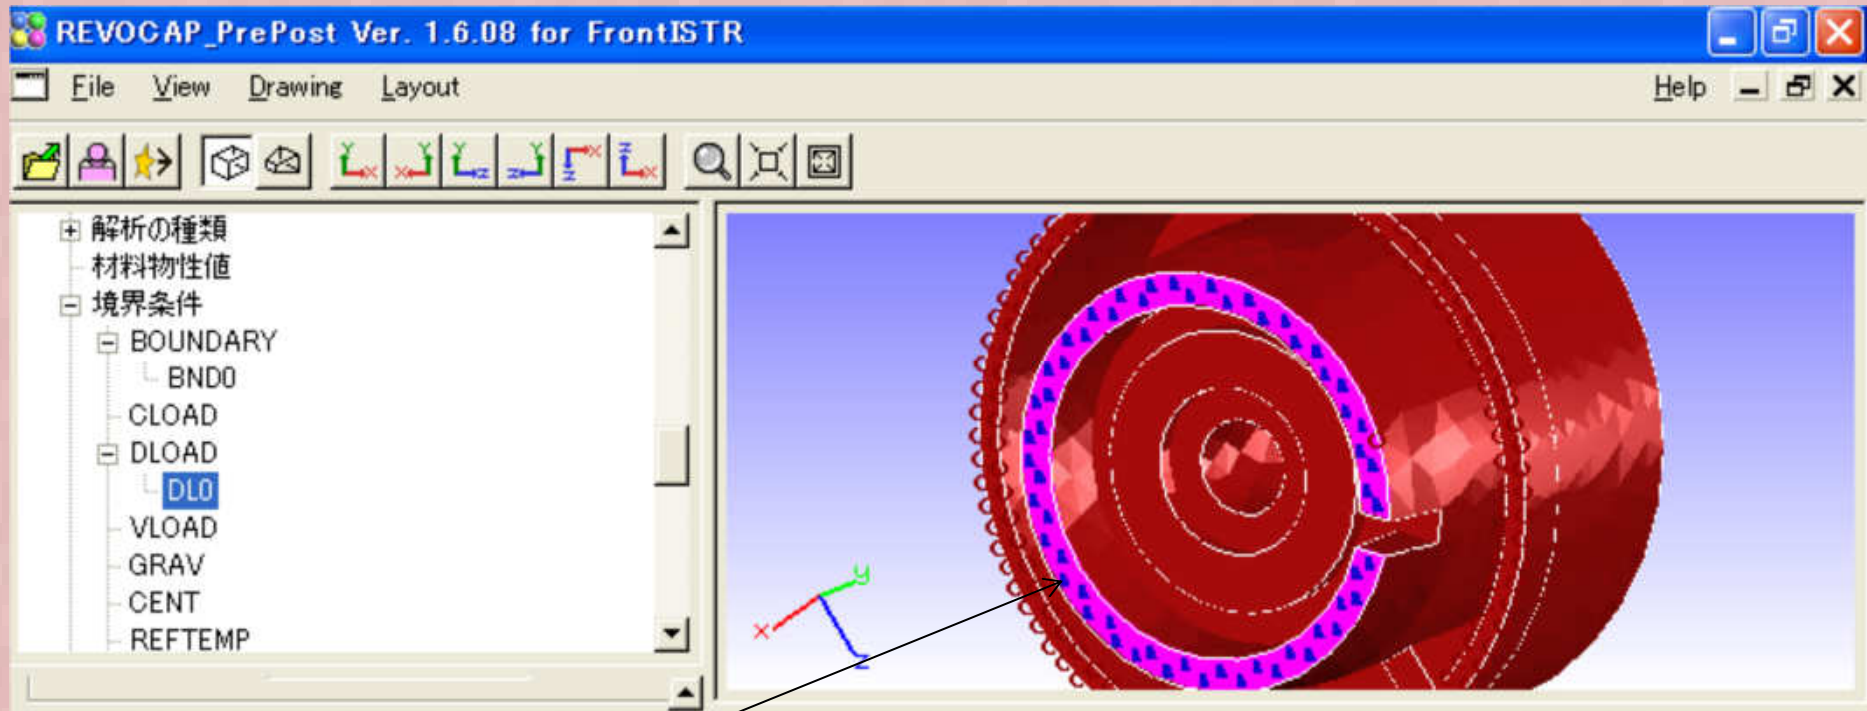 REVOCAP_PrePost Ver. 1.6.08 for FrontISTR
File View Drawing Layout Help
解析の種類
材料物性値
境界条件
BOUNDARY
BND0
CLOAD
DLOAD
DL0
VLOAD
GRAV
CENT
REFTEMP
y
x
z